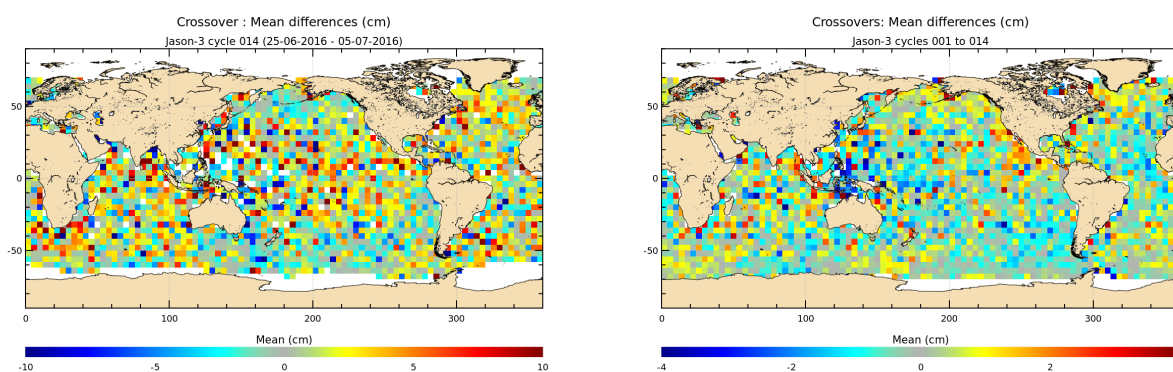 Crossover : Mean differences (cm)
Jason-3 cycle 014 (25-06-2016 - 05-07-2016)
50
0
-50
0 100 200 300
Mean (cm)
-10 -5 0 5 10
Crossovers: Mean differences (cm)
Jason-3 cycles 001 to 014
50
0
-50
0 100 200 300
Mean (cm)
-4 -2 0 2